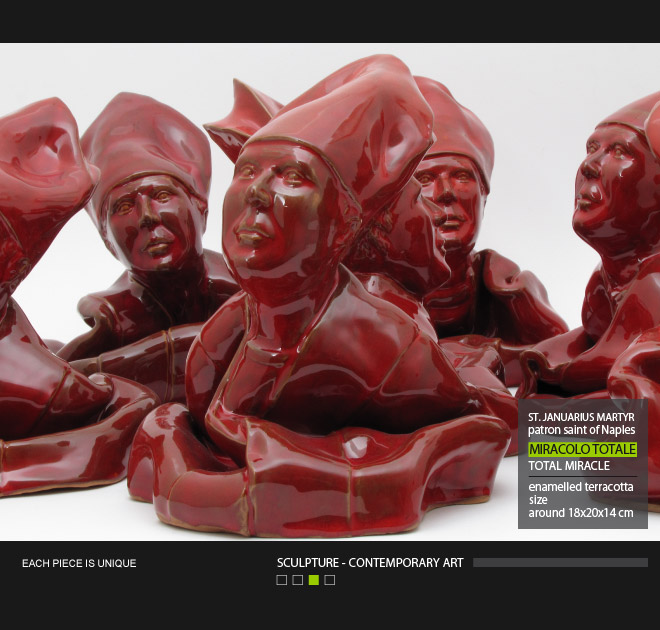 ST. JANUARIUS MARTYR
patron saint of Naples
MIRACOLO TOTALE
TOTAL MIRACLE
enamelled terracotta
size
around 18x20x14 cm
EACH PIECE IS UNIQUE
SCULPTURE - CONTEMPORARY ART